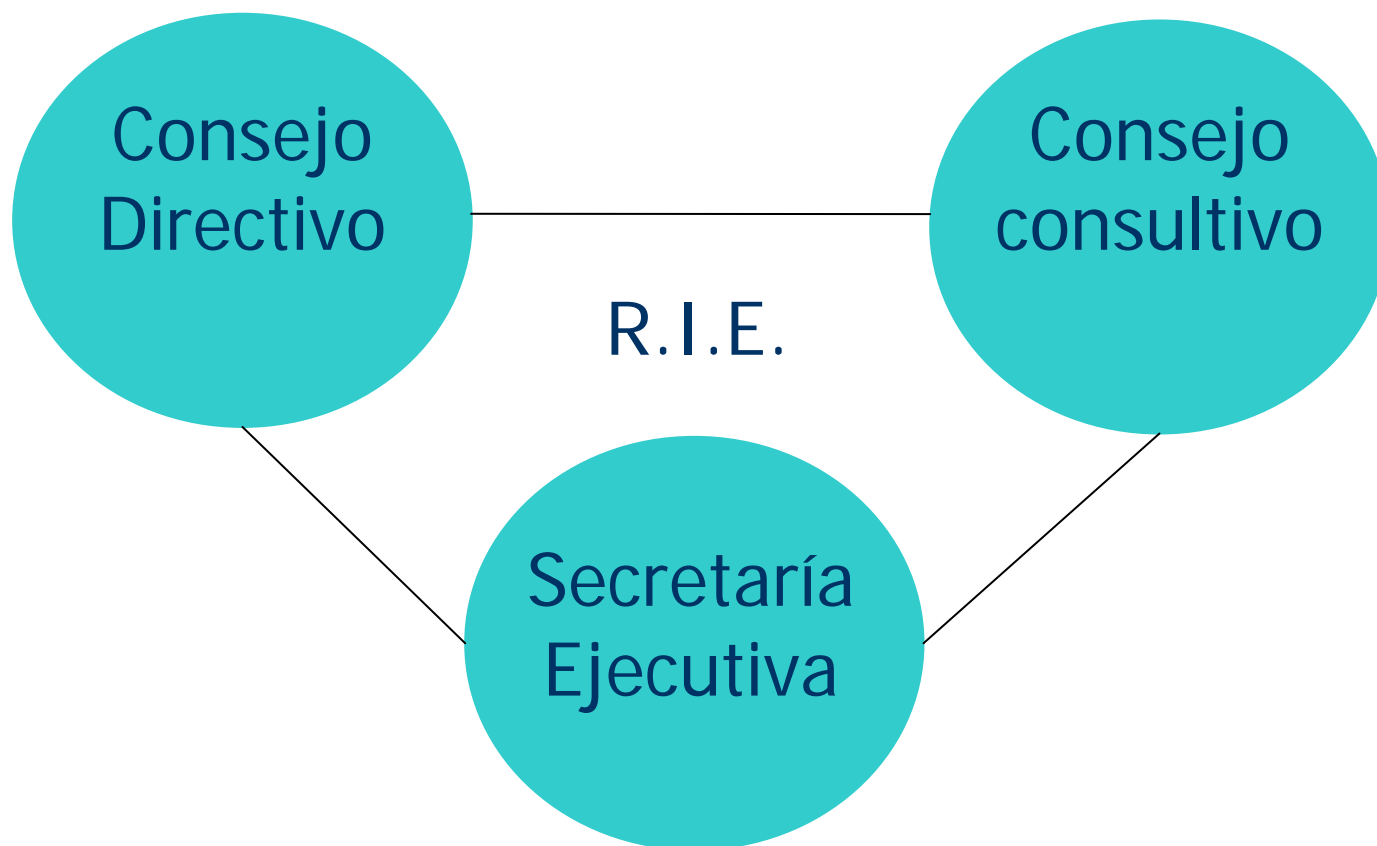 Consejo
Directivo
Consejo
consultivo
R.I.E.
Secretaría
Ejecutiva